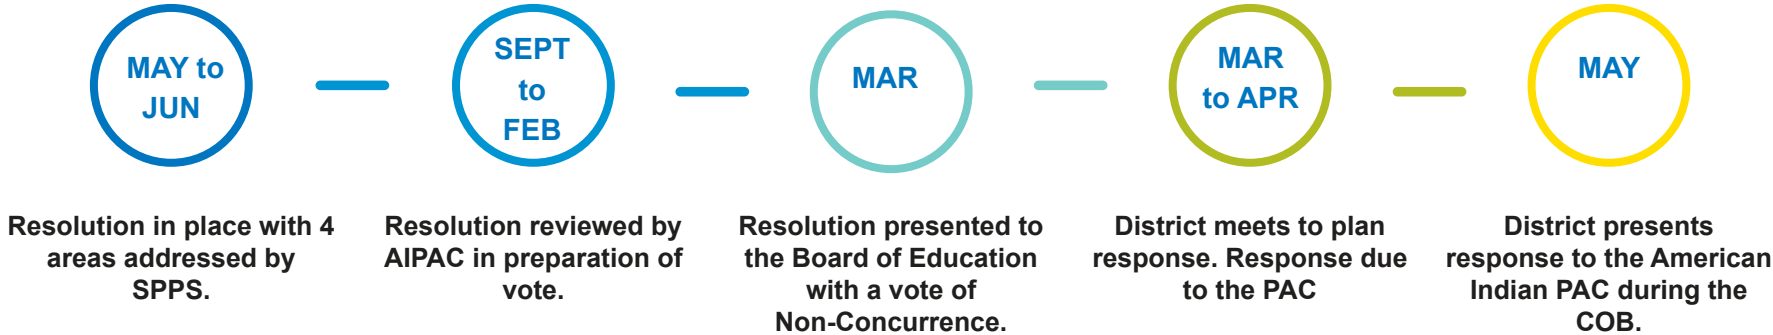 MAY to
JUN
Resolution in place with 4
areas addressed by
SPPS.
SEPT
to
FEB
Resolution reviewed by
AIPAC in preparation of
vote.
MAR
Resolution presented to
the Board of Education
with a vote of
Non-Concurrence.
MAR
to APR
District meets to plan
response. Response due
to the PAC
MAY
District presents
response to the American
Indian PAC during the
COB.